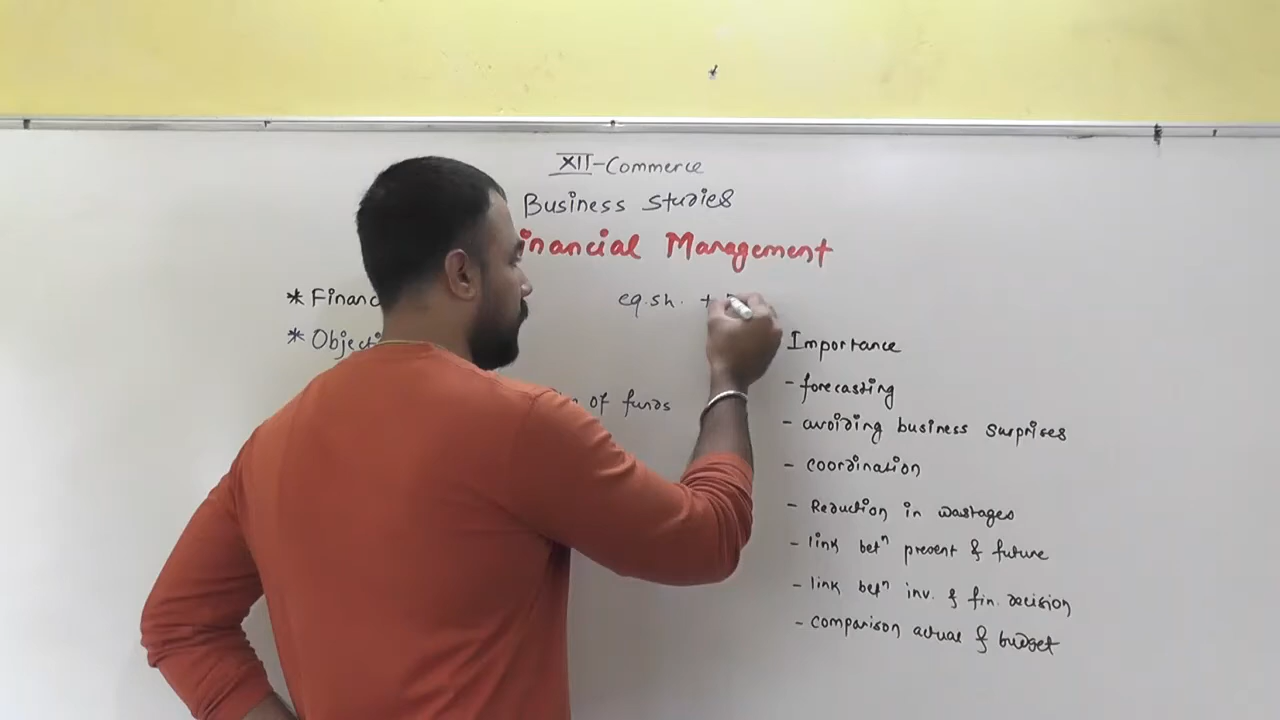 XII-Commerce
Business Studies
inancial Management
* Financ
eq.sh. +
* Objecti
of funds
Importance
- forecasting
- avoiding business surprises
- coordination
- Reduction in wastages
- link betⁿ present & future
- link betⁿ inv. & fin. decision
- comparison actual & budget